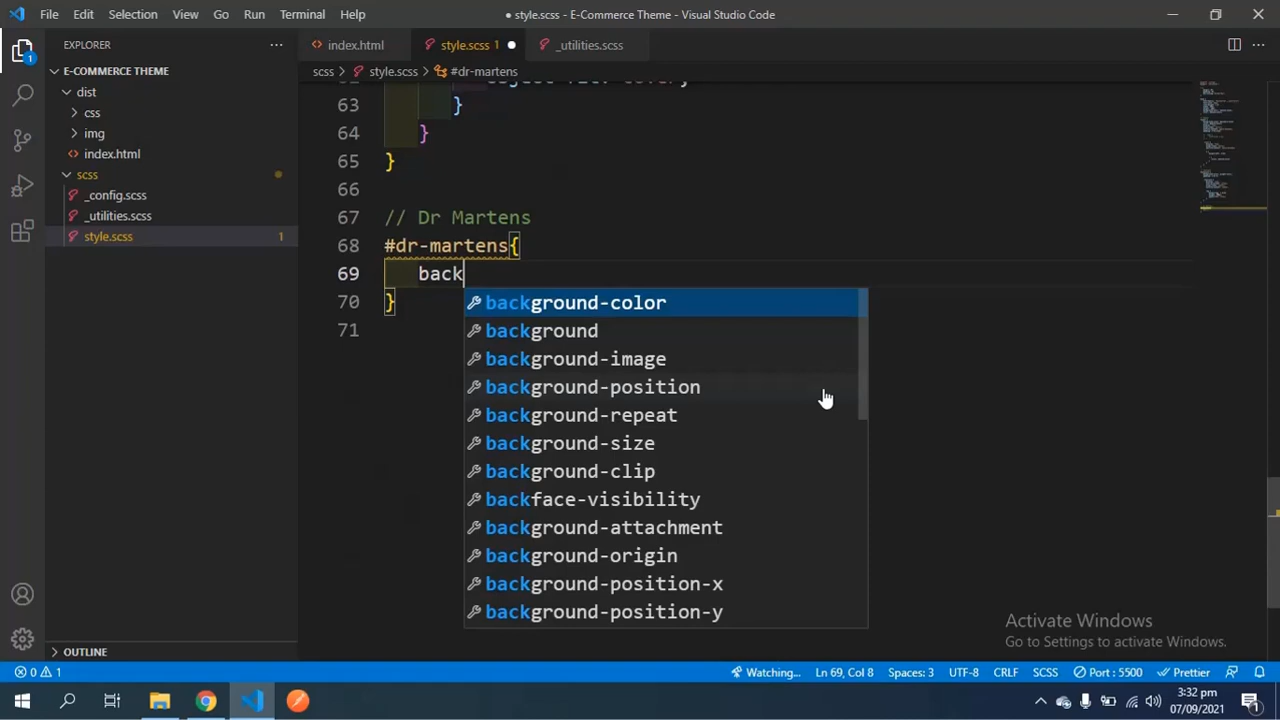 File Edit Selection View Go Run Terminal Help
● style.scss - E-Commerce Theme - Visual Studio Code
EXPLORER
index.html
style.scss 1
_utilities.scss
scss > style.scss > #dr-martens
E-COMMERCE THEME
dist
css
img
index.html
scss
_config.scss
_utilities.scss
style.scss 1
63 }
64 }
65 }
66
67 // Dr Martens
68 #dr-martens{
69 back
70 }
71
background-color
background
background-image
background-position
background-repeat
background-size
background-clip
backface-visibility
background-attachment
background-origin
background-position-x
background-position-y
Activate Windows
Go to Settings to activate Windows.
OUTLINE
0 1
Watching...
Ln 69, Col 8
Spaces: 3
UTF-8
CRLF
SCSS
Port : 5500
Prettier
1
1
3:32 pm
07/09/2021